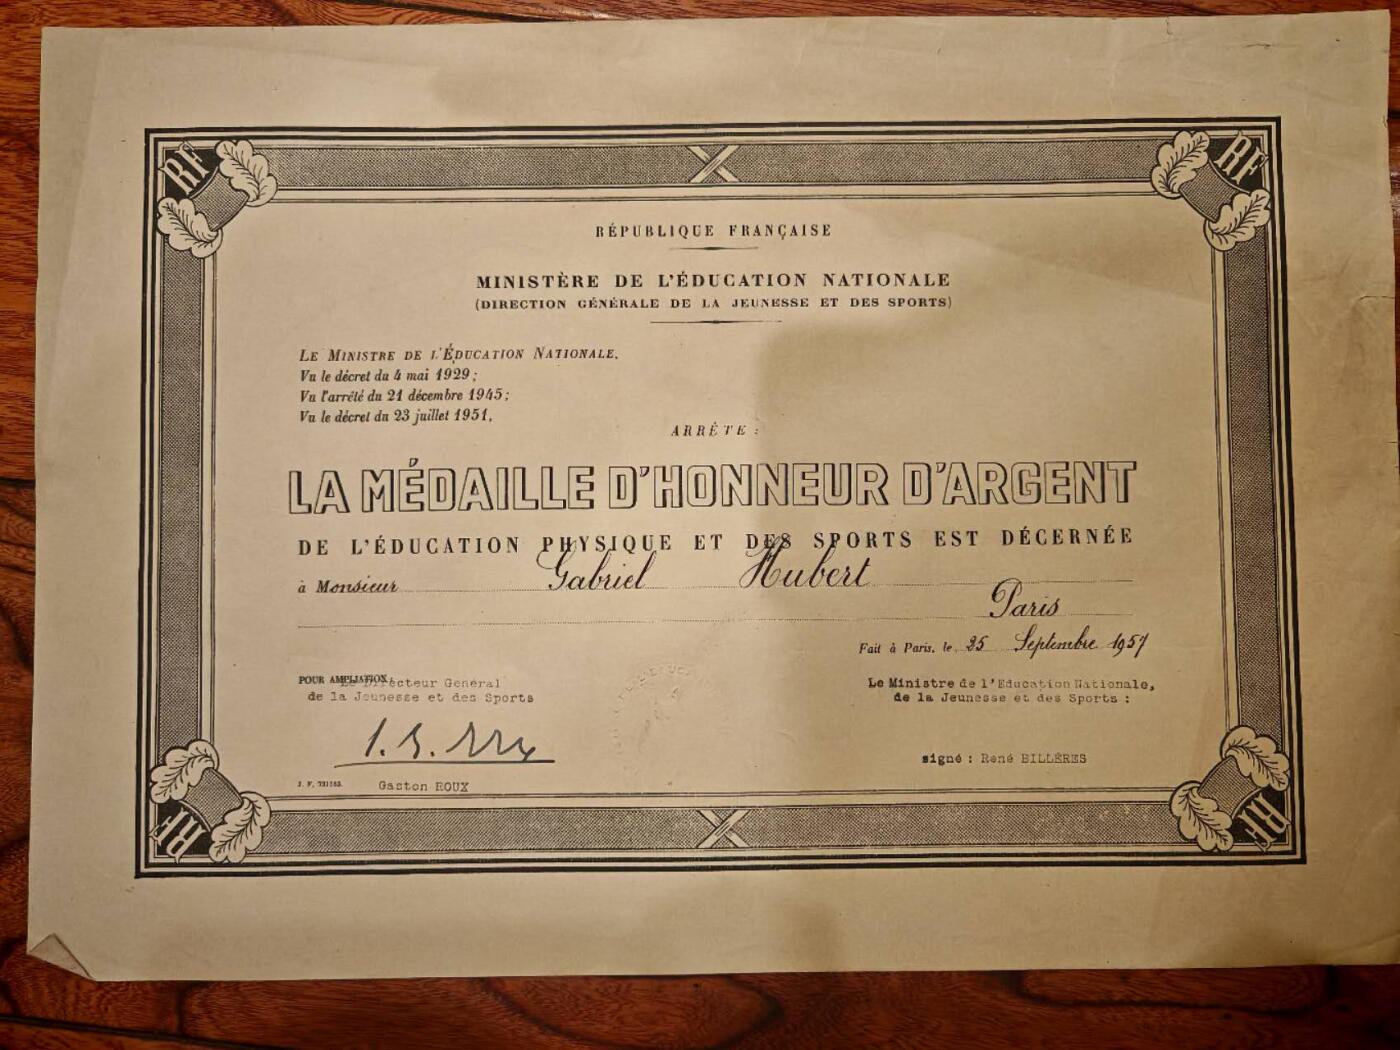 RF
RF
RÉPUBLIQUE FRANÇAISE
MINISTÈRE DE L'ÉDUCATION NATIONALE
(DIRECTION GÉNÉRALE DE LA JEUNESSE ET DES SPORTS)
LE MINISTRE DE L'ÉDUCATION NATIONALE,
Vu le décret du 4 mai 1929 ;
Vu l'arrêté du 21 décembre 1945 ;
Vu le décret du 23 juillet 1951,
ARRÊTE :
LA MÉDAILLE D'HONNEUR D'ARGENT
DE L'ÉDUCATION PHYSIQUE ET DES SPORTS EST DÉCERNÉE
à Monsieur Gabriel Hubert
Paris
Fait à Paris, le 25 Septembre 1957
POUR AMPLIATION,
Le Directeur Général
de la Jeunesse et des Sports
Le Ministre de l'Education Nationale,
de la Jeunesse et des Sports :
signé : René BILLÈRES
J. F. 731183.
Gaston ROUX
RF
RF